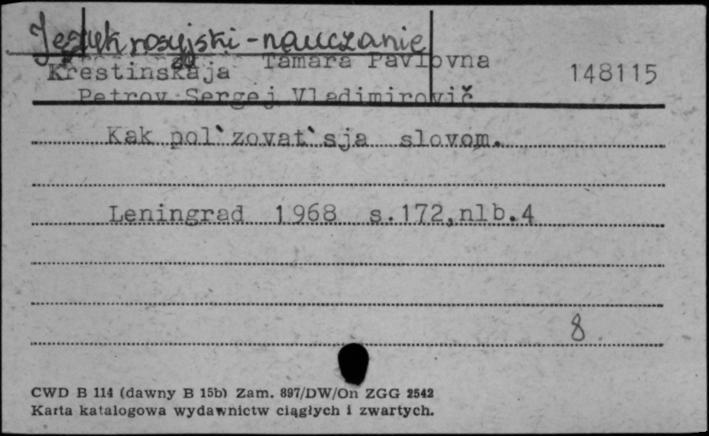 Język rosyjski - nauczanie
Krestinskaja Tamara Pavlovna
148115
Petrov Sergej Vladimirovič
Kak pol`zovat`sja slovom.
Leningrad 1968 s.172,nlb.4
8
CWD B 114 (dawny B 15b) Zam. 897/DW/On ZGG 2542
Karta katalogowa wydawnictw ciągłych i zwartych.